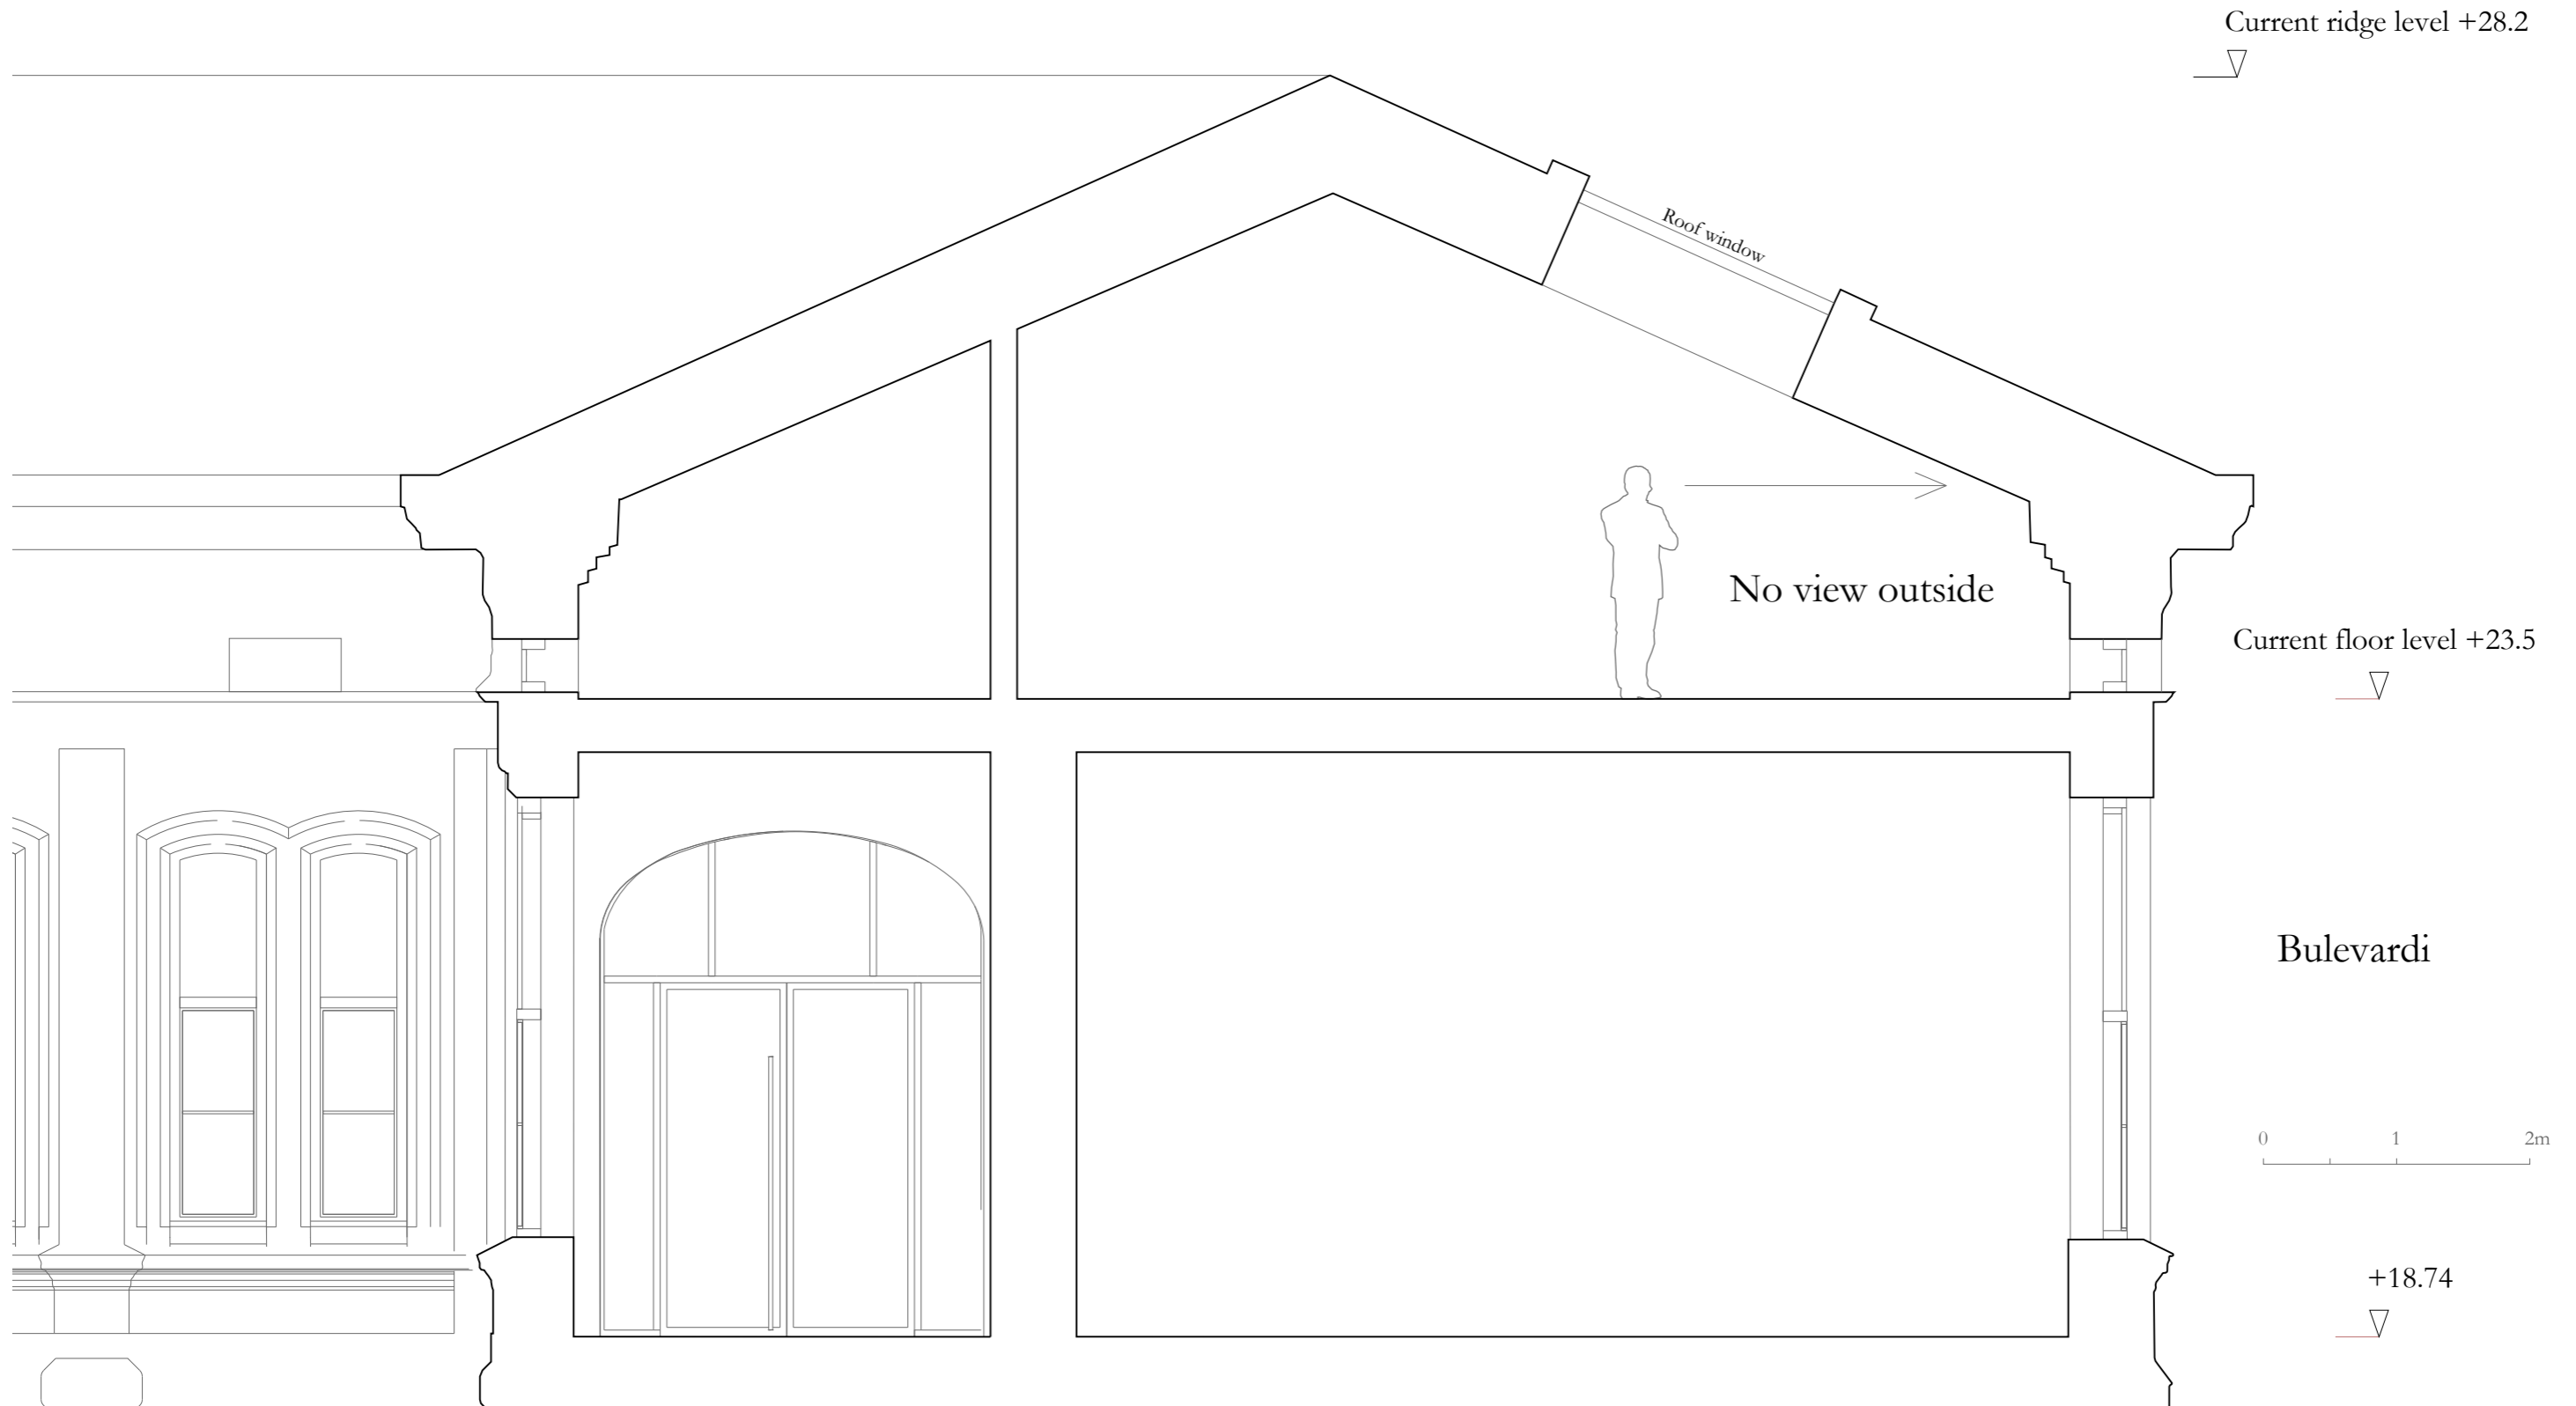 Current ridge level +28.2
Roof window
No view outside
Current floor level +23.5
Bulevardi
0 1 2m
+18.74